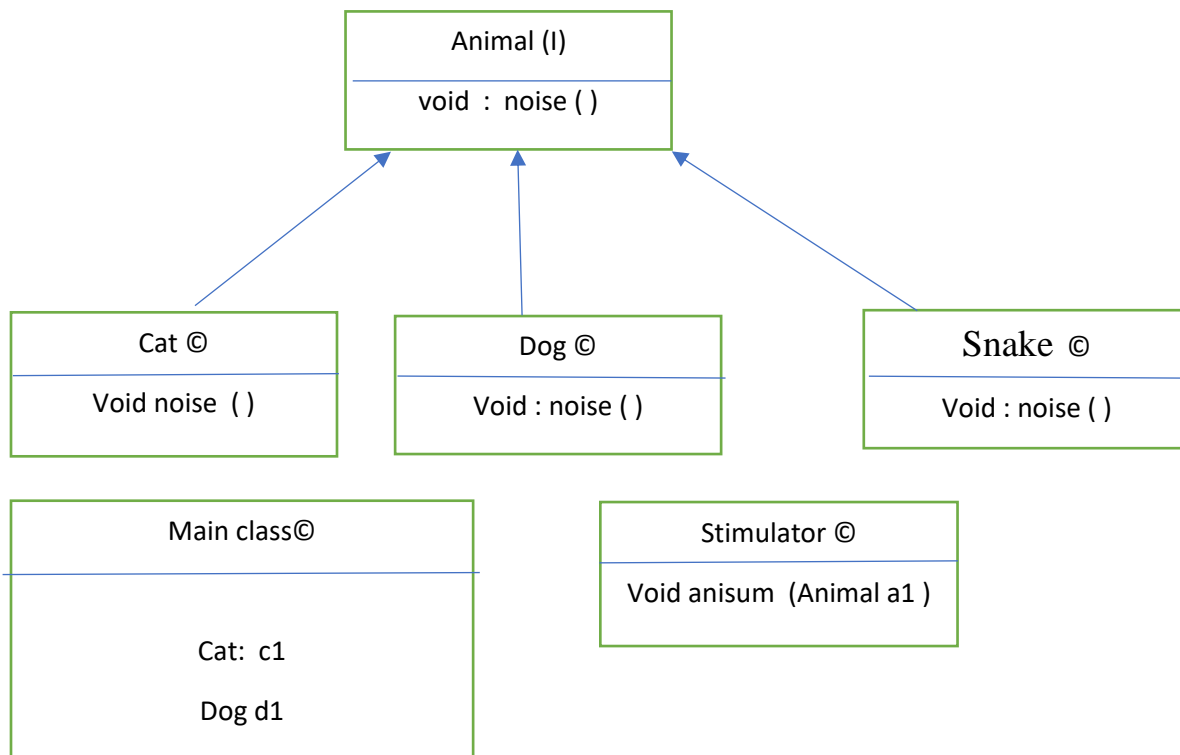 Animal (I)
void : noise ( )
Cat ©
Void noise ( )
Dog ©
Void : noise ( )
Snake ©
Void : noise ( )
Main class©
Cat: c1
Dog d1
Stimulator ©
Void anisum (Animal a1 )